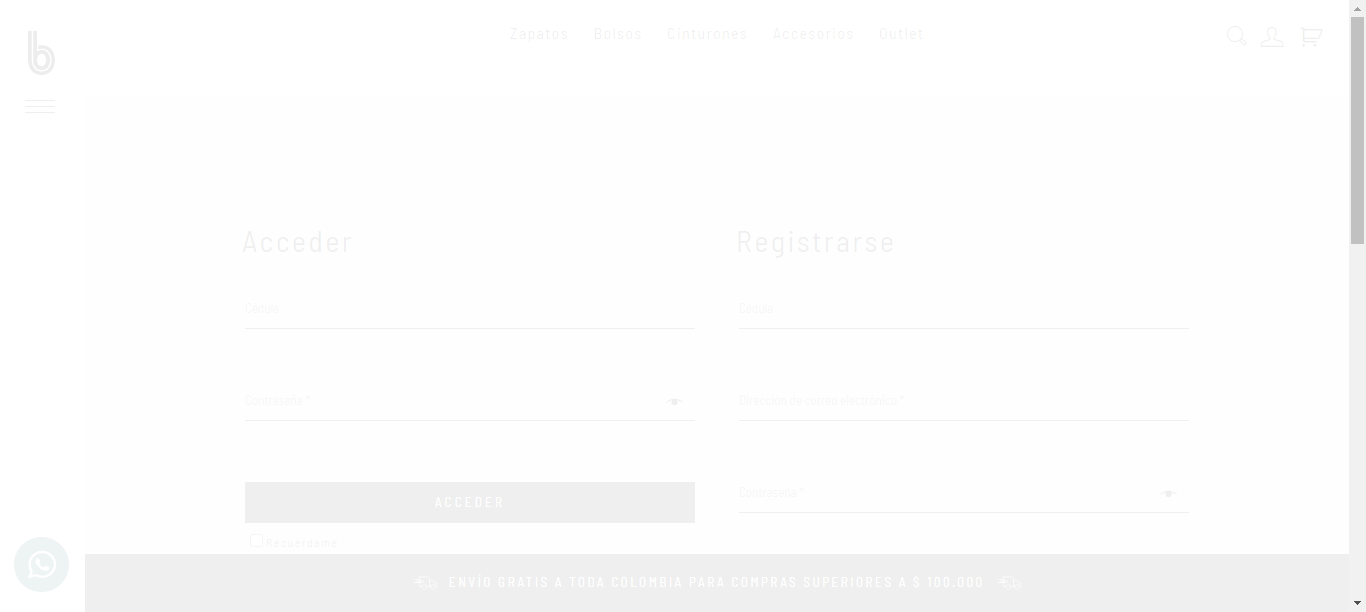 b
Zapatos Bolsos Cinturones Accesorios Outlet
Acceder
Registrarse
Cédula
Cédula
Contraseña *
Dirección de correo electrónico *
ACCEDER
Contraseña *
Recuérdame
ENVÍO GRATIS A TODA COLOMBIA PARA COMPRAS SUPERIORES A $ 100,000